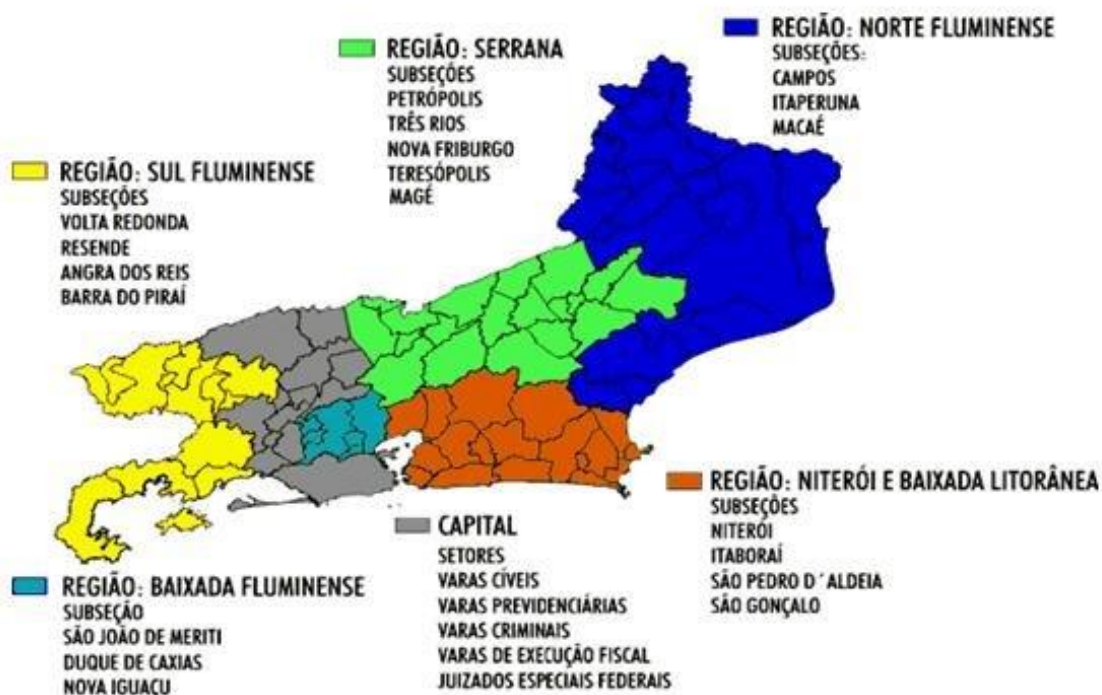 REGIÃO: NORTE FLUMINENSE
SUBSEÇÕES:
CAMPOS
ITAPERUNA
MACAÉ
REGIÃO: SERRANA
SUBSEÇÕES
PETRÓPOLIS
TRÊS RIOS
NOVA FRIBURGO
TERESÓPOLIS
MAGÉ
REGIÃO: SUL FLUMINENSE
SUBSEÇÕES
VOLTA REDONDA
RESENDE
ANGRA DOS REIS
BARRA DO PIRAÍ
REGIÃO: NITERÓI E BAIXADA LITORÂNEA
SUBSEÇÕES
NITERÓI
ITABORAÍ
SÃO PEDRO D´ALDEIA
SÃO GONÇALO
CAPITAL
SETORES
VARAS CÍVEIS
VARAS PREVIDENCIÁRIAS
VARAS CRIMINAIS
VARAS DE EXECUÇÃO FISCAL
JUIZADOS ESPECIAIS FEDERAIS
REGIÃO: BAIXADA FLUMINENSE
SUBSEÇÃO
SÃO JOÃO DE MERITI
DUQUE DE CAXIAS
NOVA IGUAÇU